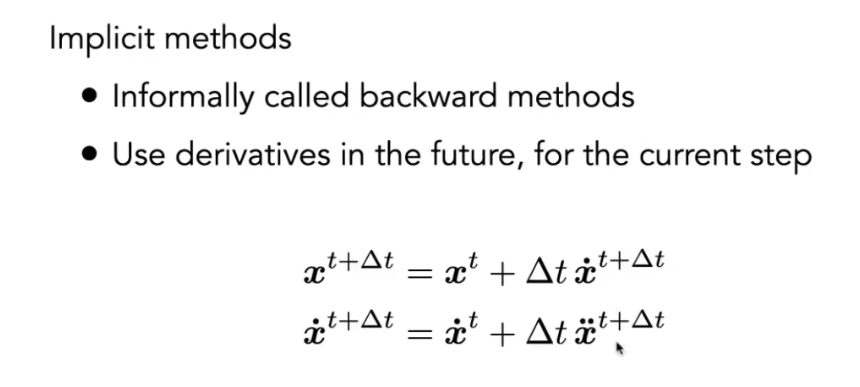 Implicit methods
• Informally called backward methods
• Use derivatives in the future, for the current step
𝒙^{t+Δt} = 𝒙^t + Δt 𝒙̇^{t+Δt}
𝒙̇^{t+Δt} = 𝒙̇^t + Δt 𝒙̈^{t+Δt}